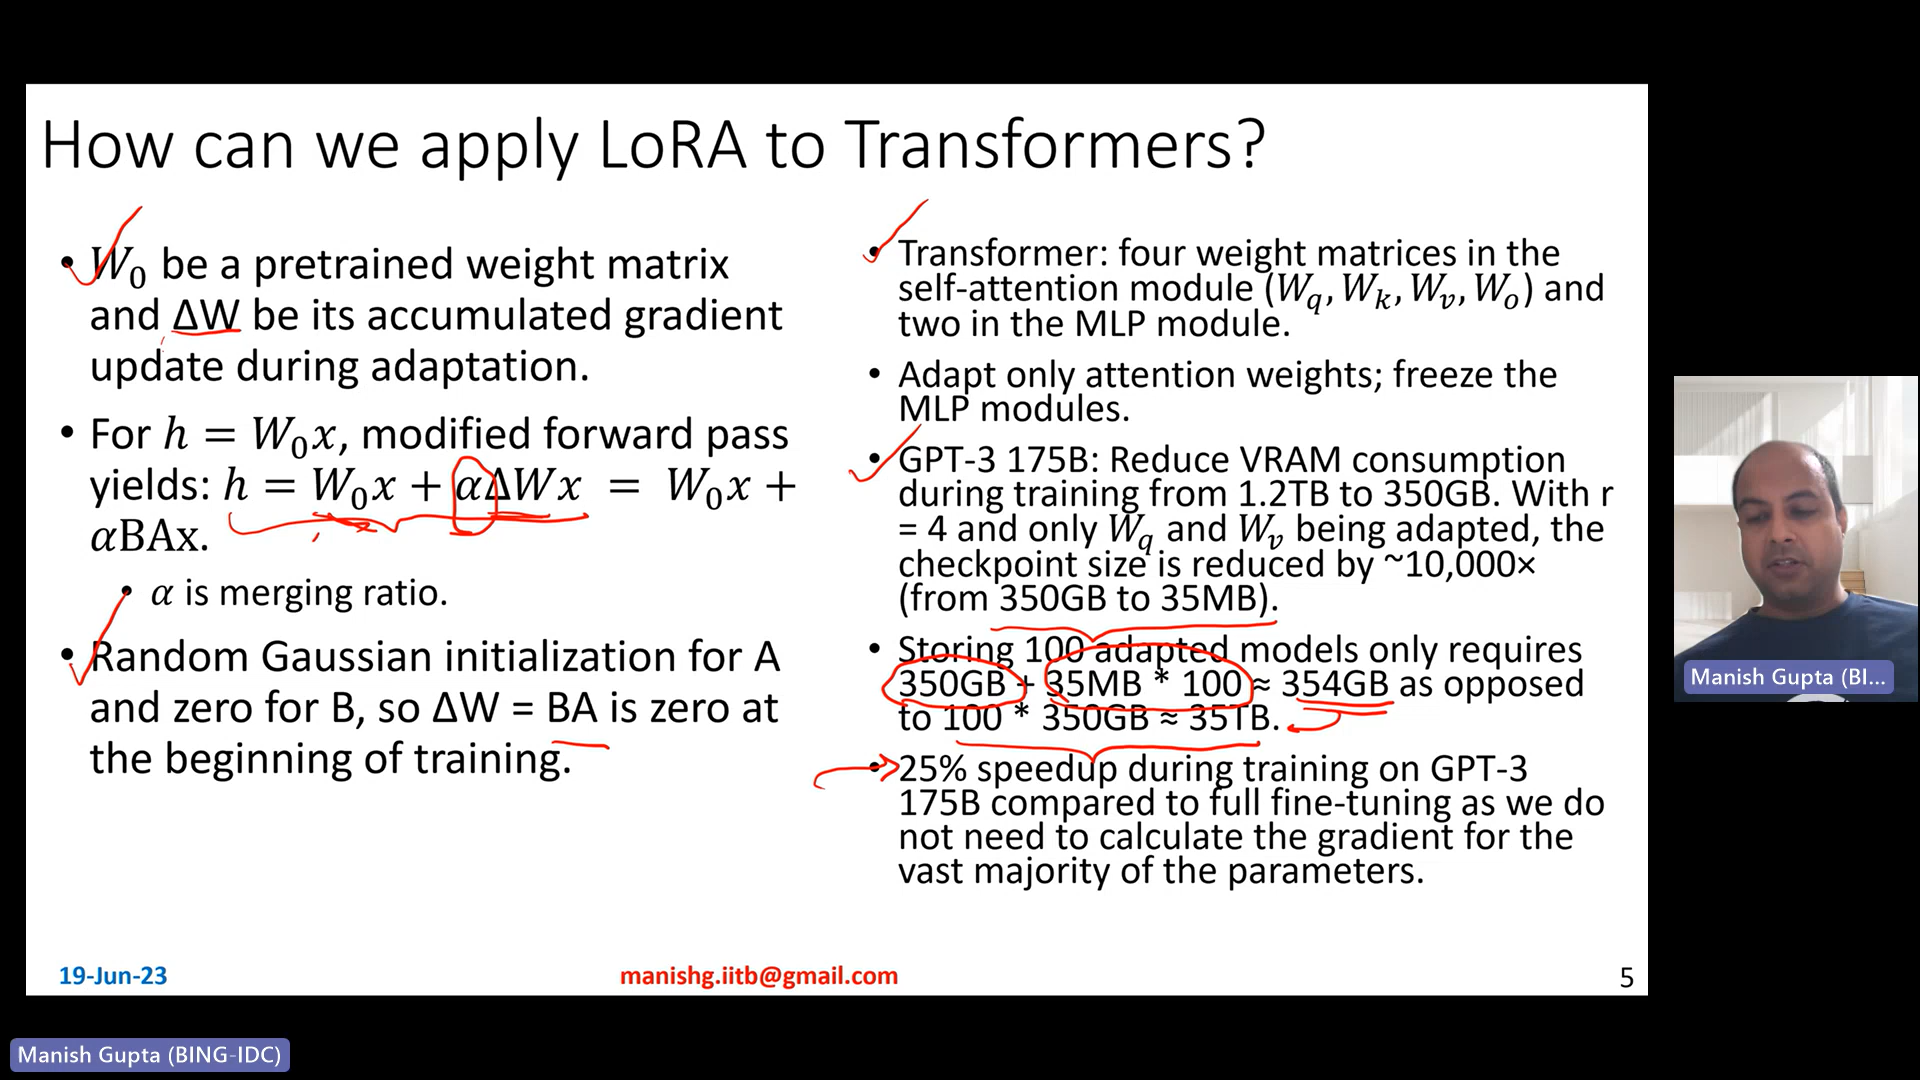 How can we apply LoRA to Transformers?
• W₀ be a pretrained weight matrix
and ΔW be its accumulated gradient
update during adaptation.
• For h = W₀x, modified forward pass
yields: h = W₀x + αΔWx = W₀x +
αBAx.
• α is merging ratio.
• Random Gaussian initialization for A
and zero for B, so ΔW = BA is zero at
the beginning of training.
• Transformer: four weight matrices in the
self-attention module (W_q, W_k, W_v, W_o) and
two in the MLP module.
• Adapt only attention weights; freeze the
MLP modules.
• GPT-3 175B: Reduce VRAM consumption
during training from 1.2TB to 350GB. With r
= 4 and only W_q and W_v being adapted, the
checkpoint size is reduced by ~10,000×
(from 350GB to 35MB).
• Storing 100 adapted models only requires
350GB + 35MB * 100 ≈ 354GB as opposed
to 100 * 350GB ≈ 35TB.
• 25% speedup during training on GPT-3
175B compared to full fine-tuning as we do
not need to calculate the gradient for the
vast majority of the parameters.
19-Jun-23
manishg.iitb@gmail.com
5
Manish Gupta (BI...
Manish Gupta (BING-IDC)